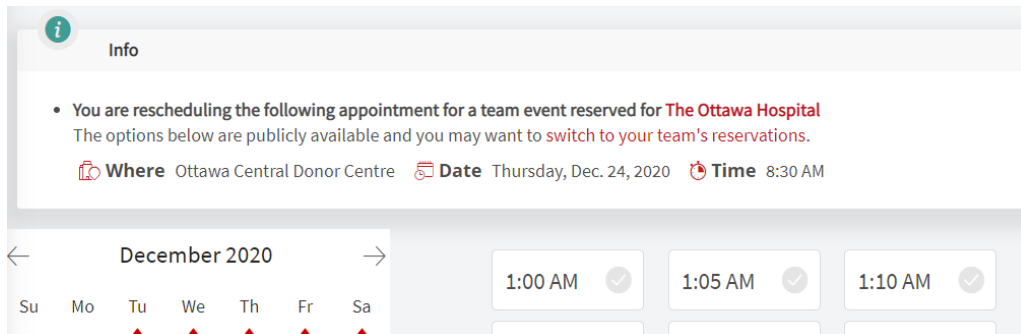 Info
• You are rescheduling the following appointment for a team event reserved for The Ottawa Hospital
The options below are publicly available and you may want to switch to your team's reservations.
Where Ottawa Central Donor Centre Date Thursday, Dec. 24, 2020 Time 8:30 AM
December 2020
Su Mo Tu We Th Fr Sa
1:00 AM 1:05 AM 1:10 AM